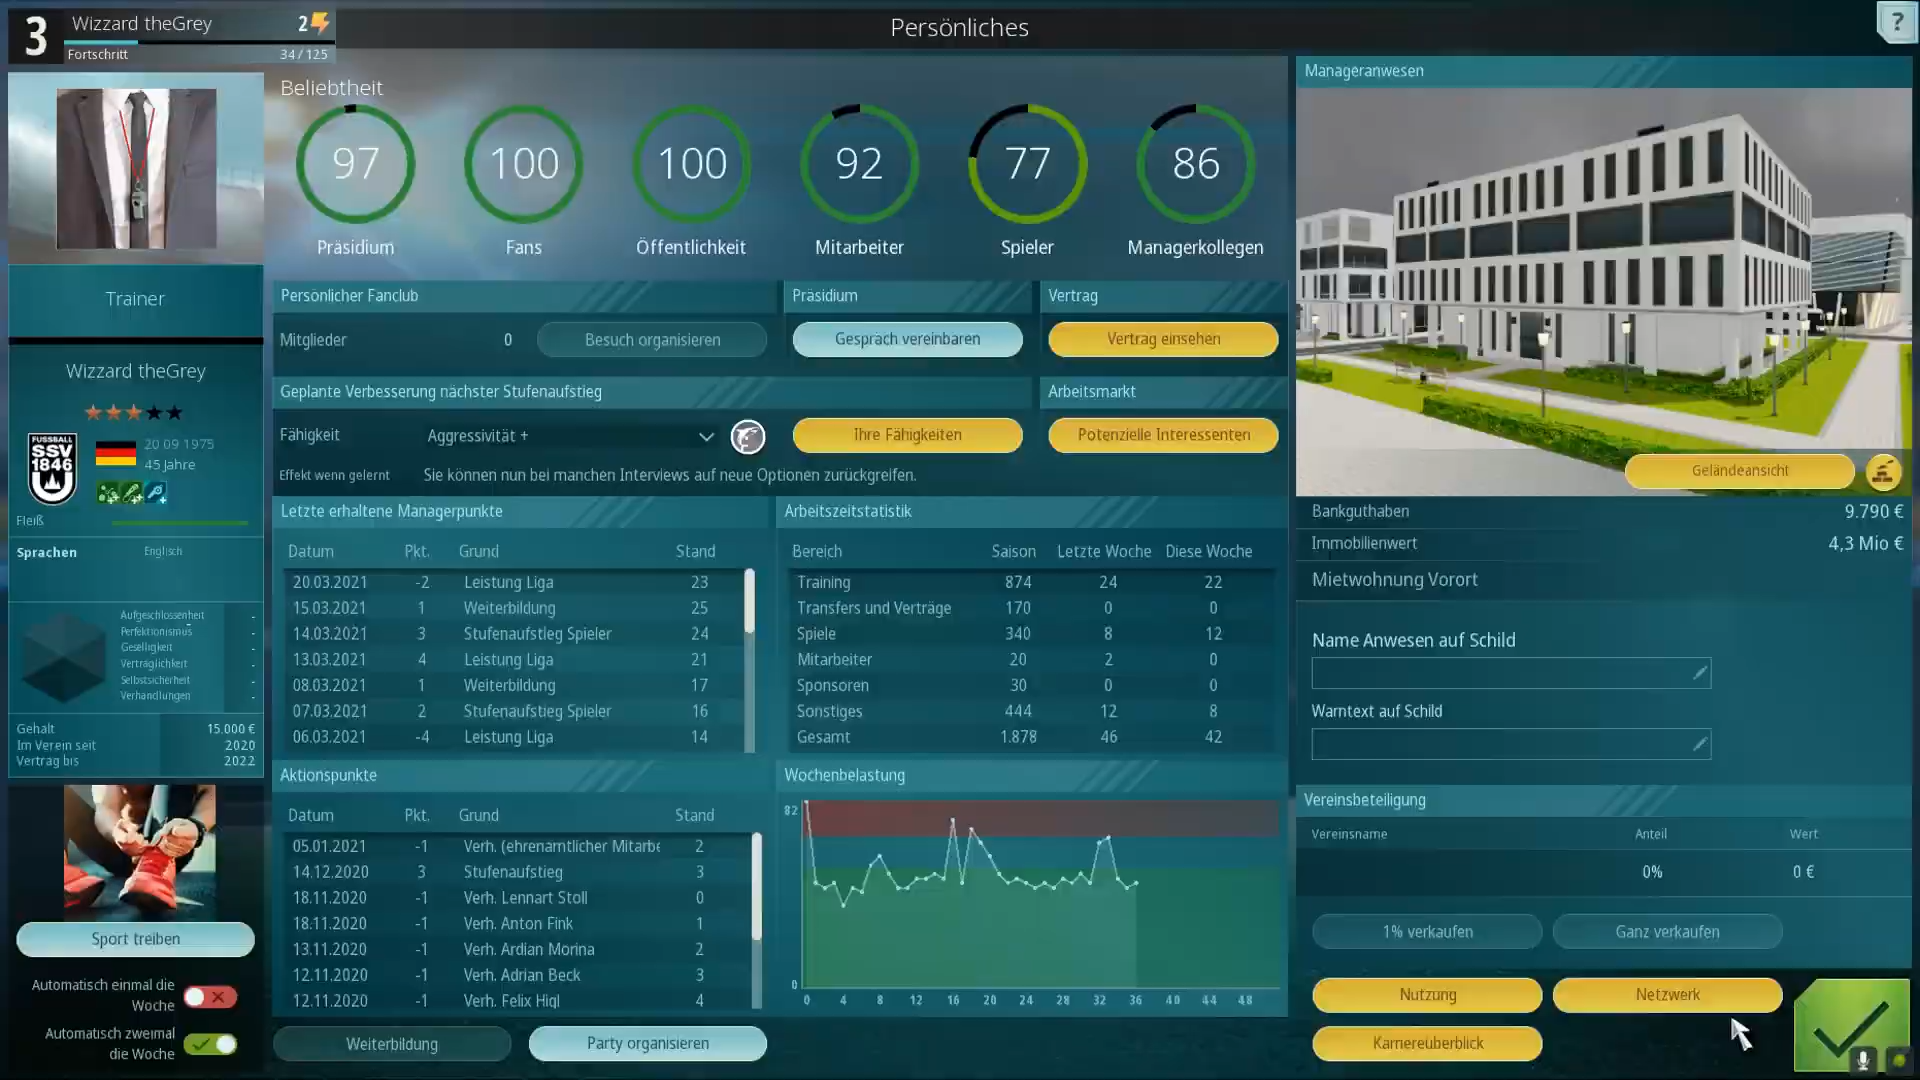 3
Wizzard theGrey
2
Fortschritt
34 / 125
Persönliches
?
Trainer
Wizzard theGrey
FUSSBALL
SSV
1846
20 09 1975
45 Jahre
Fleiß
Sprachen
Englisch
Aufgeschlossenheit -
Perfektionismus -
Geselligkeit -
Verträglichkeit -
Selbstsicherheit -
Verhandlungen -
Gehalt 15.000 €
Im Verein seit 2020
Vertrag bis 2022
Sport treiben
Automatisch einmal die
Woche
Automatisch zweimal
die Woche
Beliebtheit
97 100 100 92 77 86
Präsidium Fans Öffentlichkeit Mitarbeiter Spieler Managerkollegen
Persönlicher Fanclub
Mitglieder 0
Besuch organisieren
Präsidium
Gespräch vereinbaren
Vertrag
Vertrag einsehen
Geplante Verbesserung nächster Stufenaufstieg
Fähigkeit Aggressivität +
Ihre Fähigkeiten
Effekt wenn gelernt Sie können nun bei manchen Interviews auf neue Optionen zurückgreifen.
Arbeitsmarkt
Potenzielle Interessenten
Letzte erhaltene Managerpunkte
Datum Pkt. Grund Stand
20.03.2021 -2 Leistung Liga 23
15.03.2021 1 Weiterbildung 25
14.03.2021 3 Stufenaufstieg Spieler 24
13.03.2021 4 Leistung Liga 21
08.03.2021 1 Weiterbildung 17
07.03.2021 2 Stufenaufstieg Spieler 16
06.03.2021 -4 Leistung Liga 14
Arbeitszeitstatistik
Bereich Saison Letzte Woche Diese Woche
Training 874 24 22
Transfers und Verträge 170 0 0
Spiele 340 8 12
Mitarbeiter 20 2 0
Sponsoren 30 0 0
Sonstiges 444 12 8
Gesamt 1.878 46 42
Aktionspunkte
Datum Pkt. Grund Stand
05.01.2021 -1 Verh. (ehrenamtlicher Mitarbe 2
14.12.2020 3 Stufenaufstieg 3
18.11.2020 -1 Verh. Lennart Stoll 0
18.11.2020 -1 Verh. Anton Fink 1
13.11.2020 -1 Verh. Ardian Morina 2
12.11.2020 -1 Verh. Adrian Beck 3
12.11.2020 -1 Verh. Felix Higl 4
Wochenbelastung
82
0
0 4 8 12 16 20 24 28 32 36 40 44 48
Weiterbildung
Party organisieren
Manageranwesen
Geländeansicht
Bankguthaben 9.790 €
Immobilienwert 4,3 Mio €
Mietwohnung Vorort
Name Anwesen auf Schild
Warntext auf Schild
Vereinsbeteiligung
Vereinsname Anteil Wert
0% 0 €
1% verkaufen
Ganz verkaufen
Nutzung
Netzwerk
Karriereüberblick